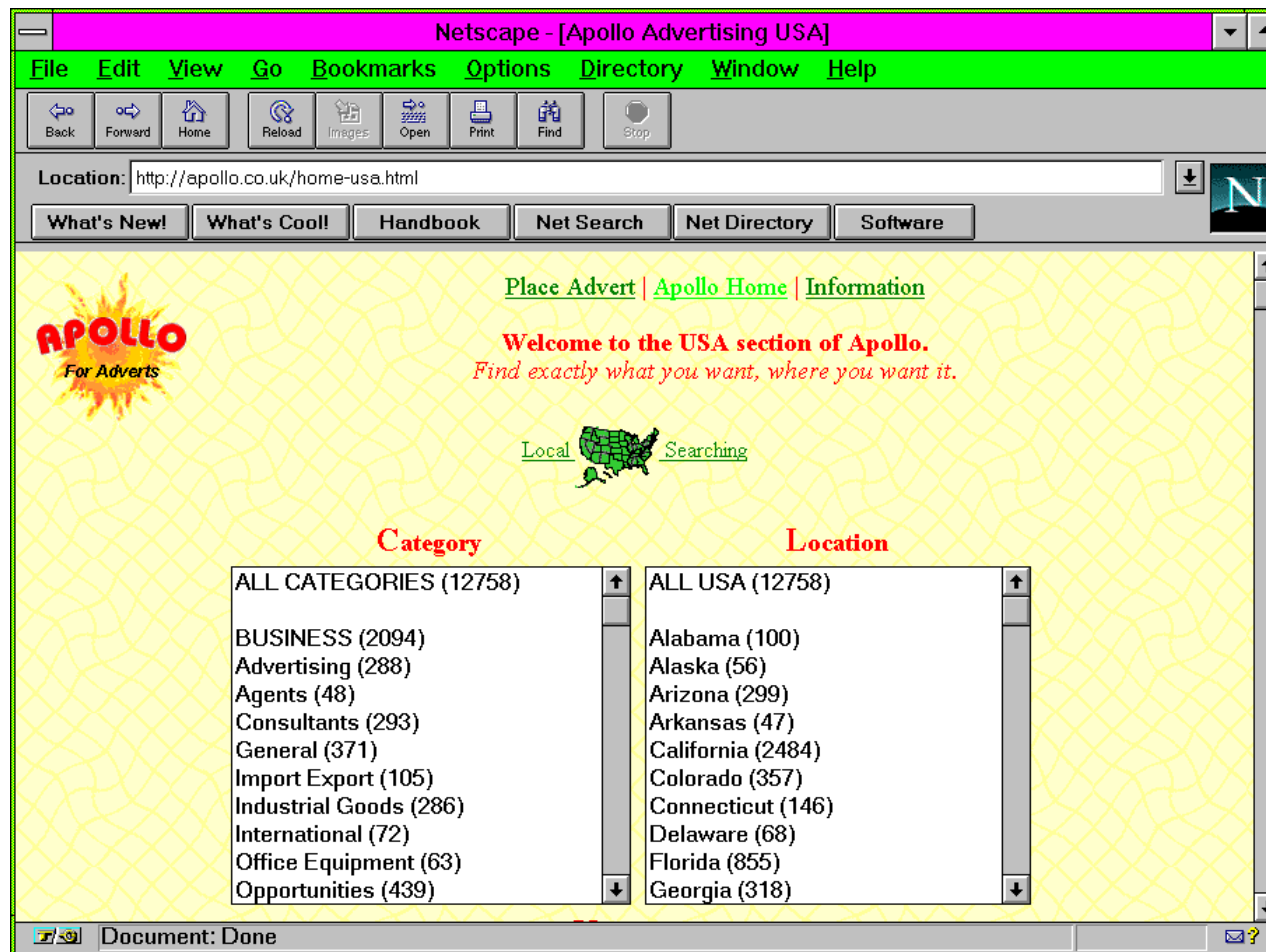 Netscape - [Apollo Advertising USA]
File Edit View Go Bookmarks Options Directory Window Help
Back Forward Home Reload Images Open Print Find Stop
Location: http://apollo.co.uk/home-usa.html
N
What's New! What's Cool! Handbook Net Search Net Directory Software
Place Advert | Apollo Home | Information
APOLLO
For Adverts
Welcome to the USA section of Apollo.
Find exactly what you want, where you want it.
Local Searching
Category
ALL CATEGORIES (12758)
BUSINESS (2094)
Advertising (288)
Agents (48)
Consultants (293)
General (371)
Import Export (105)
Industrial Goods (286)
International (72)
Office Equipment (63)
Opportunities (439)
Location
ALL USA (12758)
Alabama (100)
Alaska (56)
Arizona (299)
Arkansas (47)
California (2484)
Colorado (357)
Connecticut (146)
Delaware (68)
Florida (855)
Georgia (318)
Document: Done
?